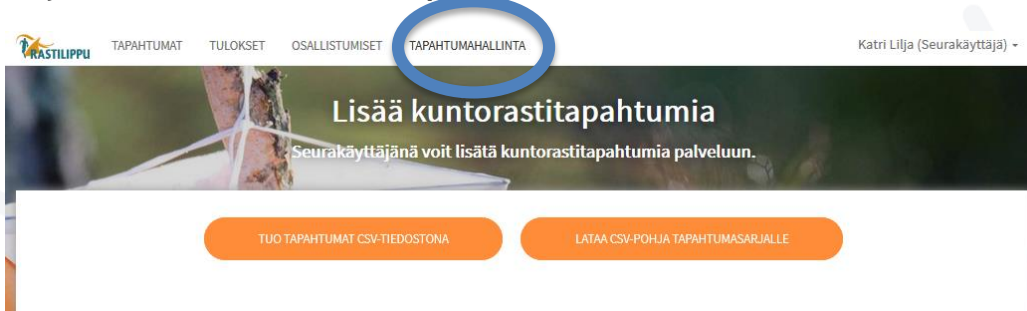 RASTILIPPU TAPAHTUMAT TULOKSET OSALLISTUMISET TAPAHTUMAHALLINTA Katri Lilja (Seurakäyttäjä)
Lisää kuntorastitapahtumia
Seurakäyttäjänä voit lisätä kuntorastitapahtumia palveluun.
TUO TAPAHTUMAT CSV-TIEDOSTONA LATAA CSV-POHJA TAPAHTUMASARJALLE